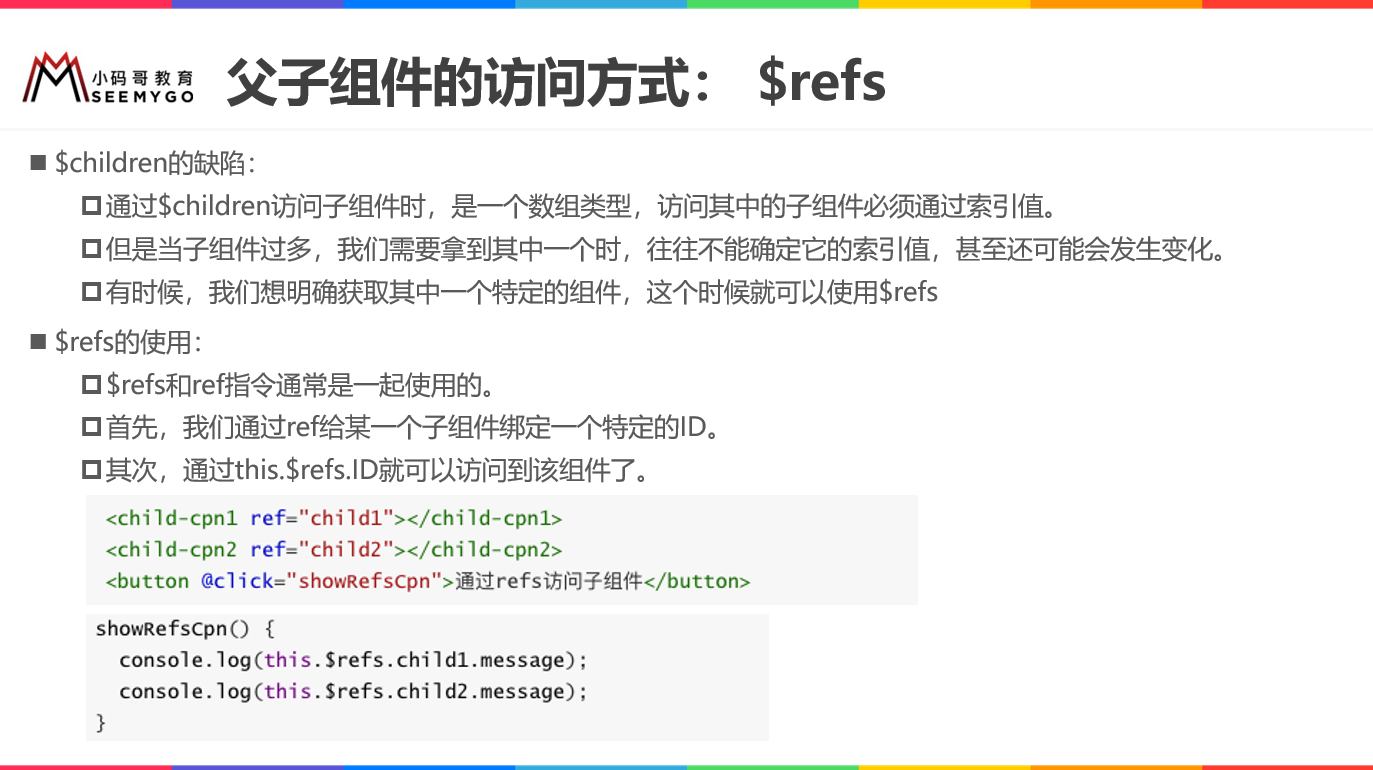 小码哥教育
SEEMYGO
父子组件的访问方式： $refs
$children的缺陷：
通过$children访问子组件时，是一个数组类型，访问其中的子组件必须通过索引值。
但是当子组件过多，我们需要拿到其中一个时，往往不能确定它的索引值，甚至还可能会发生变化。
有时候，我们想明确获取其中一个特定的组件，这个时候就可以使用$refs
$refs的使用：
$refs和ref指令通常是一起使用的。
首先，我们通过ref给某一个子组件绑定一个特定的ID。
其次，通过this.$refs.ID就可以访问到该组件了。
<child-cpn1 ref="child1"></child-cpn1>
<child-cpn2 ref="child2"></child-cpn2>
<button @click="showRefsCpn">通过refs访问子组件</button>
showRefsCpn() {
  console.log(this.$refs.child1.message);
  console.log(this.$refs.child2.message);
}